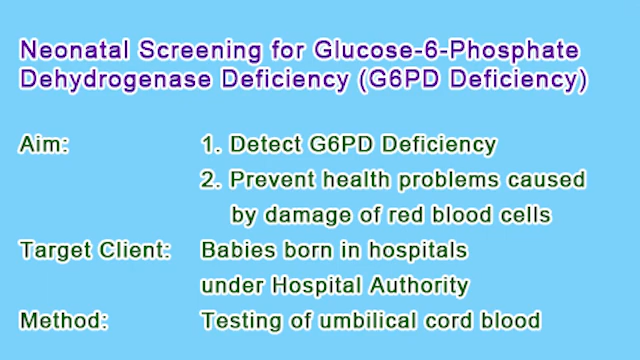 Neonatal Screening for Glucose-6-Phosphate
Dehydrogenase Deficiency (G6PD Deficiency)
Aim: 1. Detect G6PD Deficiency
2. Prevent health problems caused
by damage of red blood cells
Target Client: Babies born in hospitals
under Hospital Authority
Method: Testing of umbilical cord blood